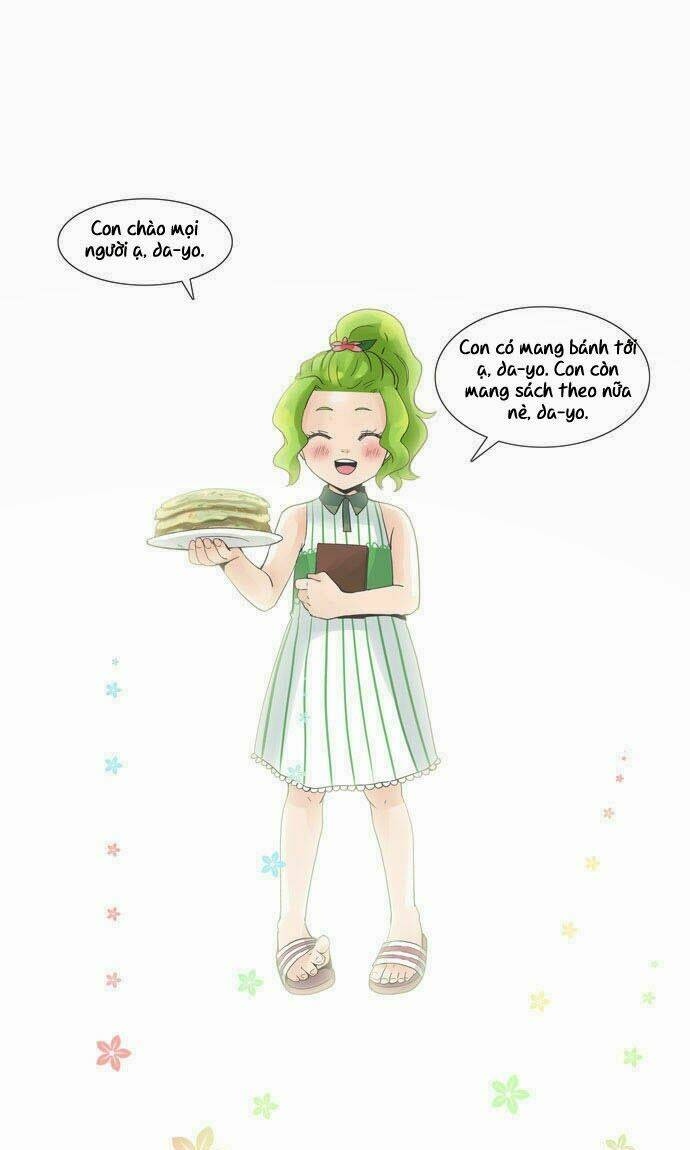 Con chào mọi
người ạ, da-yo.
Con có mang bánh tới
ạ, da-yo. Con còn
mang sách theo nữa
nè, da-yo.